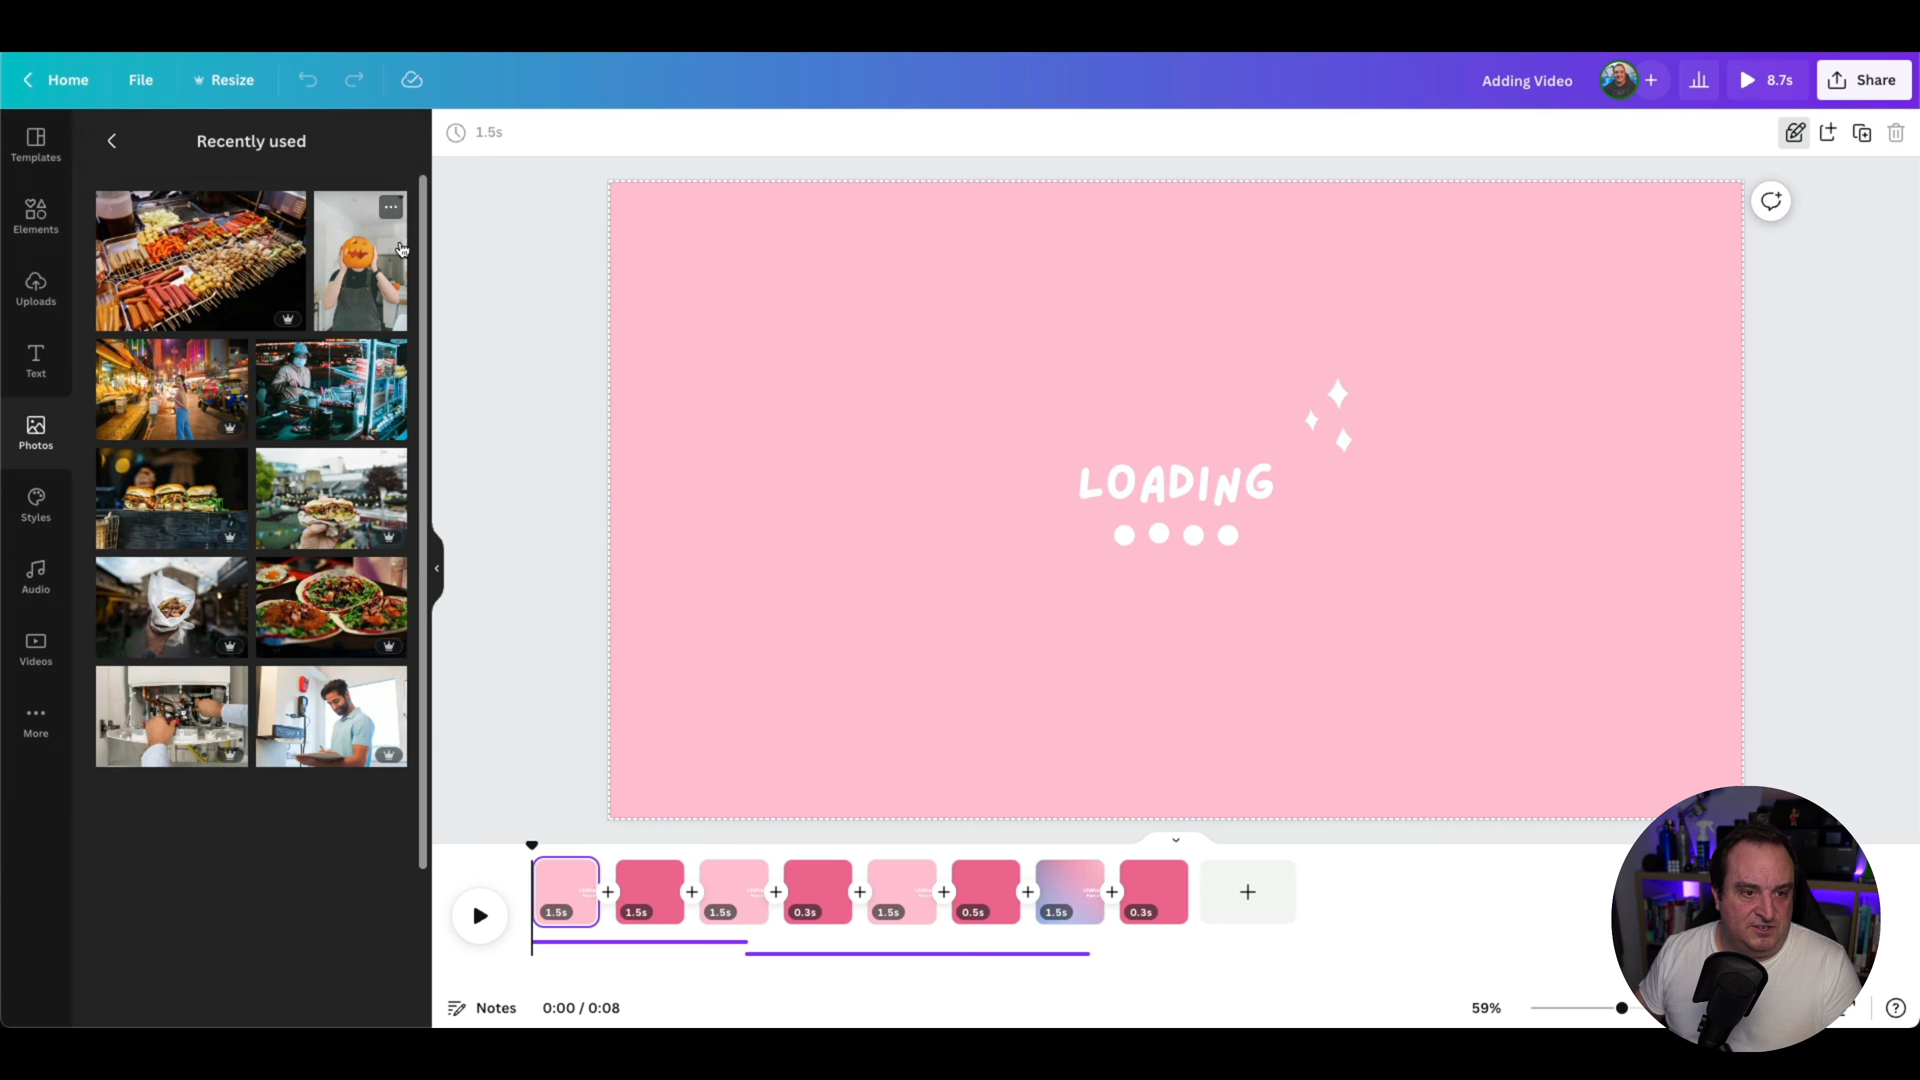 Home File Resize Adding Video 8.7s Share
Recently used
1.5s
Templates
Elements
Uploads
Text
Photos
Styles
Audio
Videos
More
LOADING
1.5s 1.5s 1.5s 0.3s 1.5s 0.5s 1.5s 0.3s
Notes 0:00 / 0:08 59%